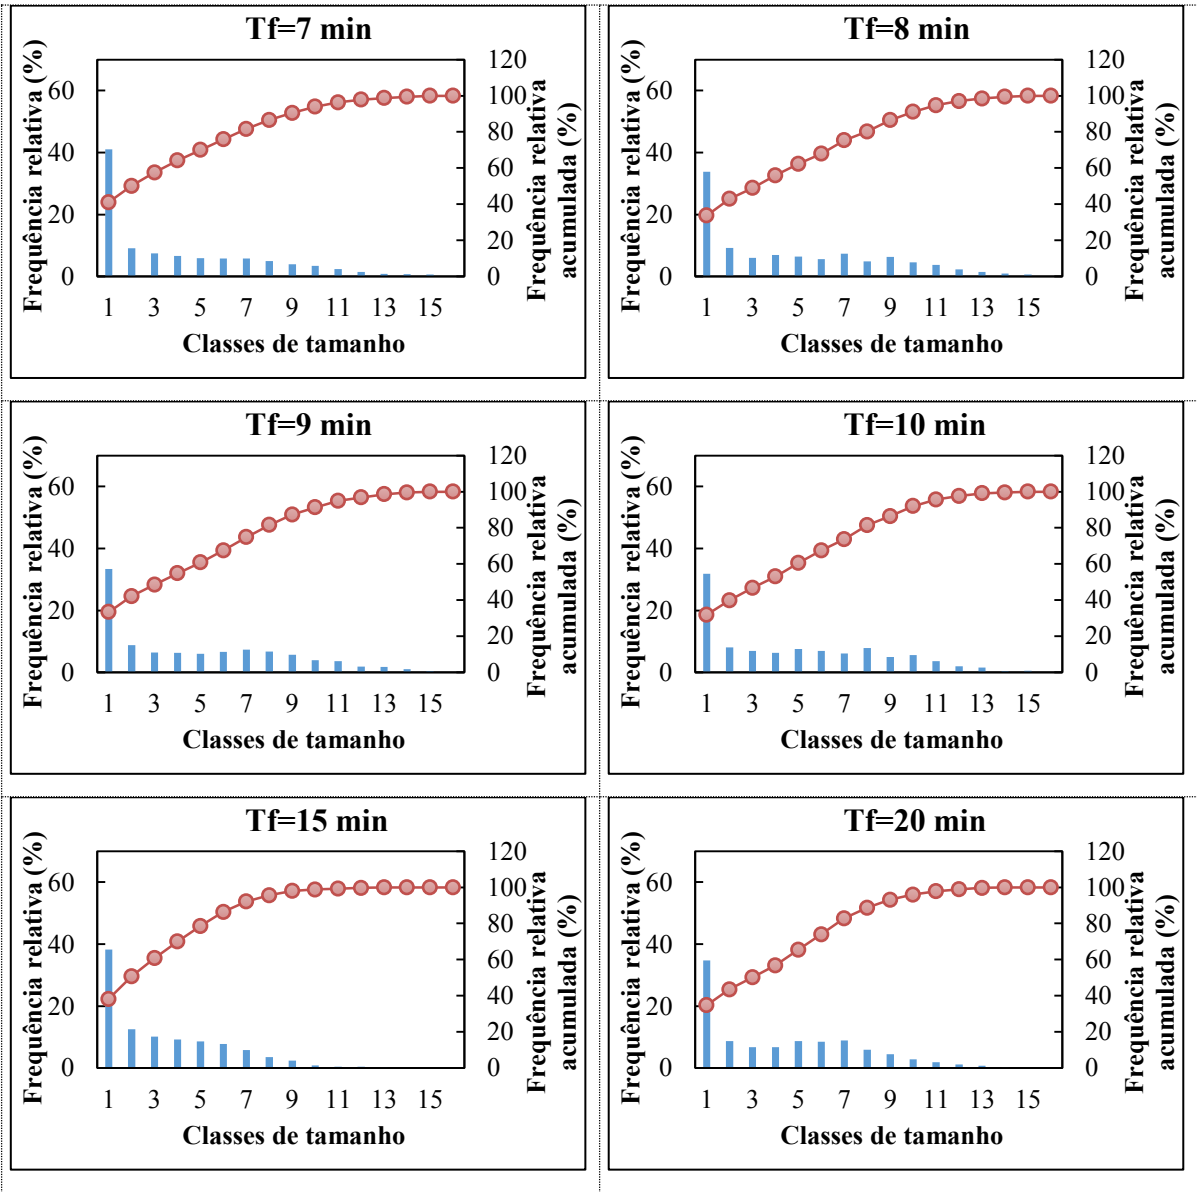 Tf=7 min
Frequência relativa (%)
60
40
20
0
120
100
80
60
40
20
0
Frequência relativa
acumulada (%)
1 3 5 7 9 11 13 15
Classes de tamanho
Tf=8 min
Frequência relativa (%)
60
40
20
0
120
100
80
60
40
20
0
Frequência relativa
acumulada (%)
1 3 5 7 9 11 13 15
Classes de tamanho
Tf=9 min
Frequência relativa (%)
60
40
20
0
120
100
80
60
40
20
0
Frequência relativa
acumulada (%)
1 3 5 7 9 11 13 15
Classes de tamanho
Tf=10 min
Frequência relativa (%)
60
40
20
0
120
100
80
60
40
20
0
Frequência relativa
acumulada (%)
1 3 5 7 9 11 13 15
Classes de tamanho
Tf=15 min
Frequência relativa (%)
60
40
20
0
120
100
80
60
40
20
0
Frequência relativa
acumulada (%)
1 3 5 7 9 11 13 15
Classes de tamanho
Tf=20 min
Frequência relativa (%)
60
40
20
0
120
100
80
60
40
20
0
Frequência relativa
acumulada (%)
1 3 5 7 9 11 13 15
Classes de tamanho